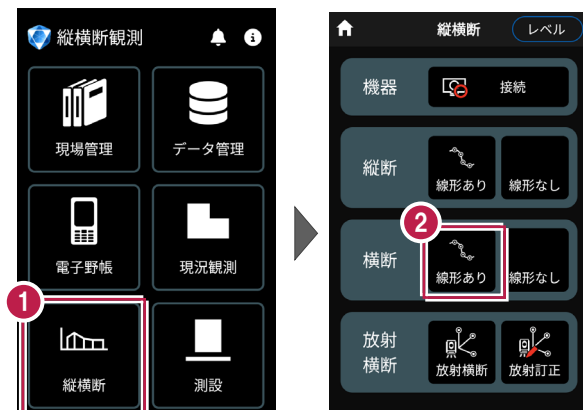 縦横断観測
現場管理
データ管理
電子野帳
現況観測
1
縦横断
測設
縦横断
レベル
機器
接続
縦断
線形あり
線形なし
2
横断
線形あり
線形なし
放射
横断
放射横断
放射訂正